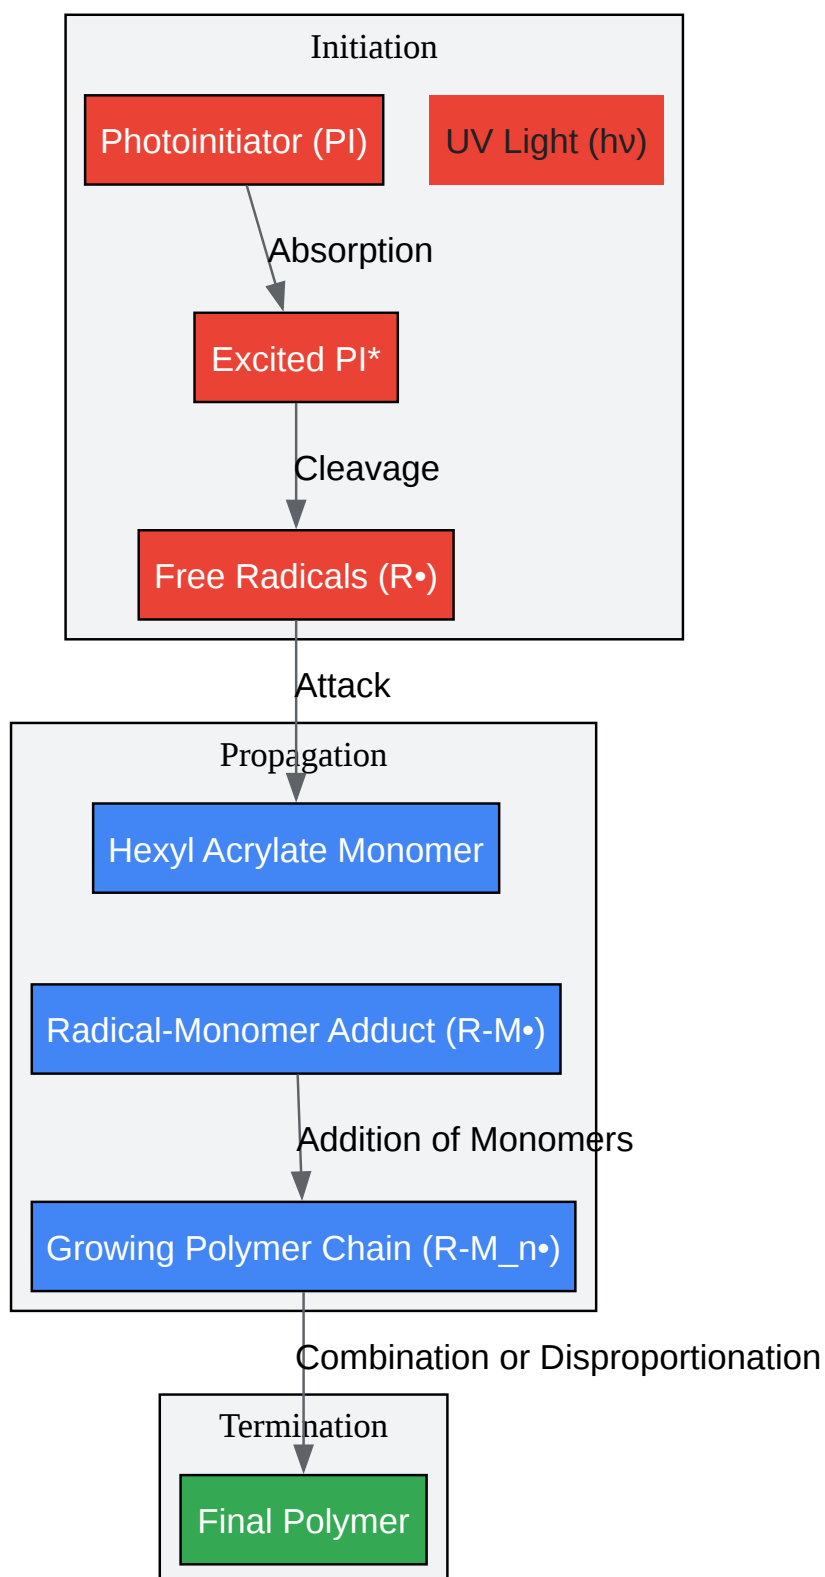 Initiation
Photoinitiator (PI)
UV Light (hν)
Absorption
Excited PI*
Cleavage
Free Radicals (R•)
Attack
Propagation
Hexyl Acrylate Monomer
Radical-Monomer Adduct (R-M•)
Addition of Monomers
Growing Polymer Chain (R-M_n•)
Combination or Disproportionation
Termination
Final Polymer